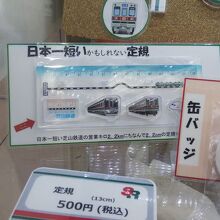 日本一短いかもしれない定規
日本一短い芝山鉄道の営業キロ2.2kmにちなんで2.2cmの定規
缶バッジ
定規
(13cm)
500円(税込)
SR